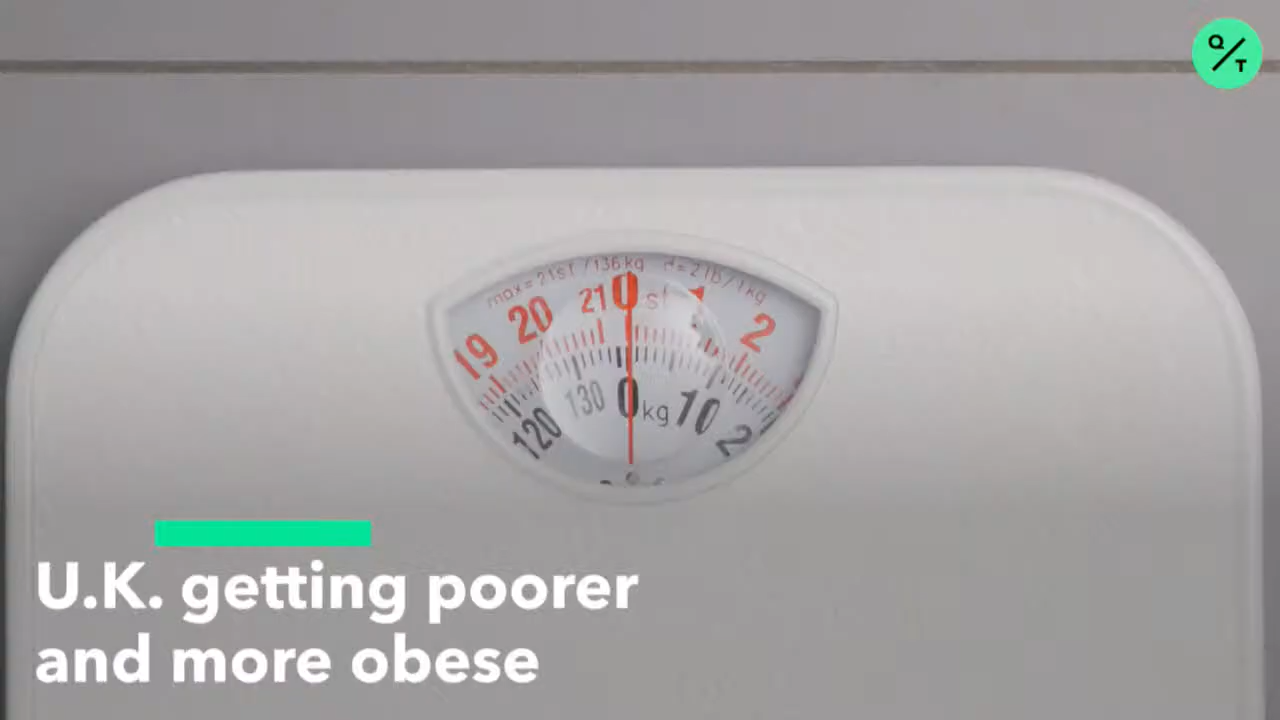 Q/T
max=21st/136kg d=2lb/1kg
19 20 21 0 st 1 2
120 130 0 kg 10 2
U.K. getting poorer
and more obese